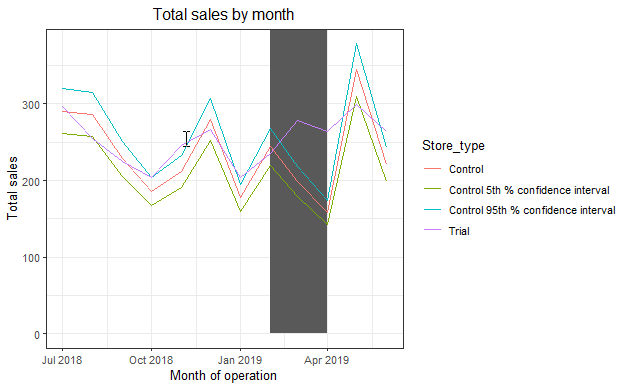 Total sales by month
Total sales
300
200
100
0
Jul 2018
Oct 2018
Jan 2019
Apr 2019
Month of operation
Store_type
Control
Control 5th % confidence interval
Control 95th % confidence interval
Trial